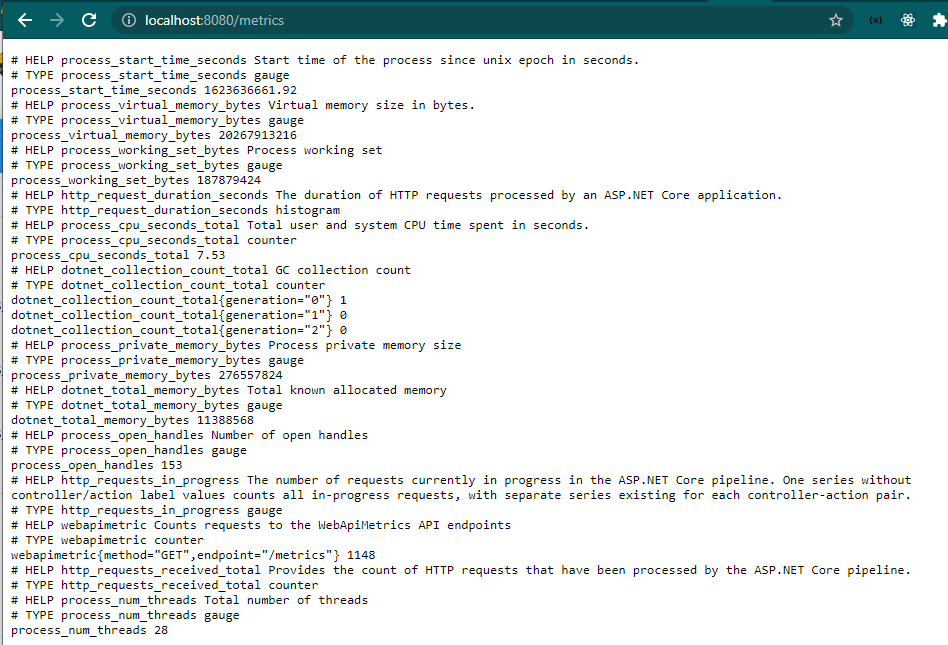 localhost:8080/metrics
# HELP process_start_time_seconds Start time of the process since unix epoch in seconds.
# TYPE process_start_time_seconds gauge
process_start_time_seconds 1623636661.92
# HELP process_virtual_memory_bytes Virtual memory size in bytes.
# TYPE process_virtual_memory_bytes gauge
process_virtual_memory_bytes 20267913216
# HELP process_working_set_bytes Process working set
# TYPE process_working_set_bytes gauge
process_working_set_bytes 187879424
# HELP http_request_duration_seconds The duration of HTTP requests processed by an ASP.NET Core application.
# TYPE http_request_duration_seconds histogram
# HELP process_cpu_seconds_total Total user and system CPU time spent in seconds.
# TYPE process_cpu_seconds_total counter
process_cpu_seconds_total 7.53
# HELP dotnet_collection_count_total GC collection count
# TYPE dotnet_collection_count_total counter
dotnet_collection_count_total{generation="0"} 1
dotnet_collection_count_total{generation="1"} 0
dotnet_collection_count_total{generation="2"} 0
# HELP process_private_memory_bytes Process private memory size
# TYPE process_private_memory_bytes gauge
process_private_memory_bytes 276557824
# HELP dotnet_total_memory_bytes Total known allocated memory
# TYPE dotnet_total_memory_bytes gauge
dotnet_total_memory_bytes 11388568
# HELP process_open_handles Number of open handles
# TYPE process_open_handles gauge
process_open_handles 153
# HELP http_requests_in_progress The number of requests currently in progress in the ASP.NET Core pipeline. One series without
controller/action label values counts all in-progress requests, with separate series existing for each controller-action pair.
# TYPE http_requests_in_progress gauge
# HELP webapimetric Counts requests to the WebApiMetrics API endpoints
# TYPE webapimetric counter
webapimetric{method="GET",endpoint="/metrics"} 1148
# HELP http_requests_received_total Provides the count of HTTP requests that have been processed by the ASP.NET Core pipeline.
# TYPE http_requests_received_total counter
# HELP process_num_threads Total number of threads
# TYPE process_num_threads gauge
process_num_threads 28